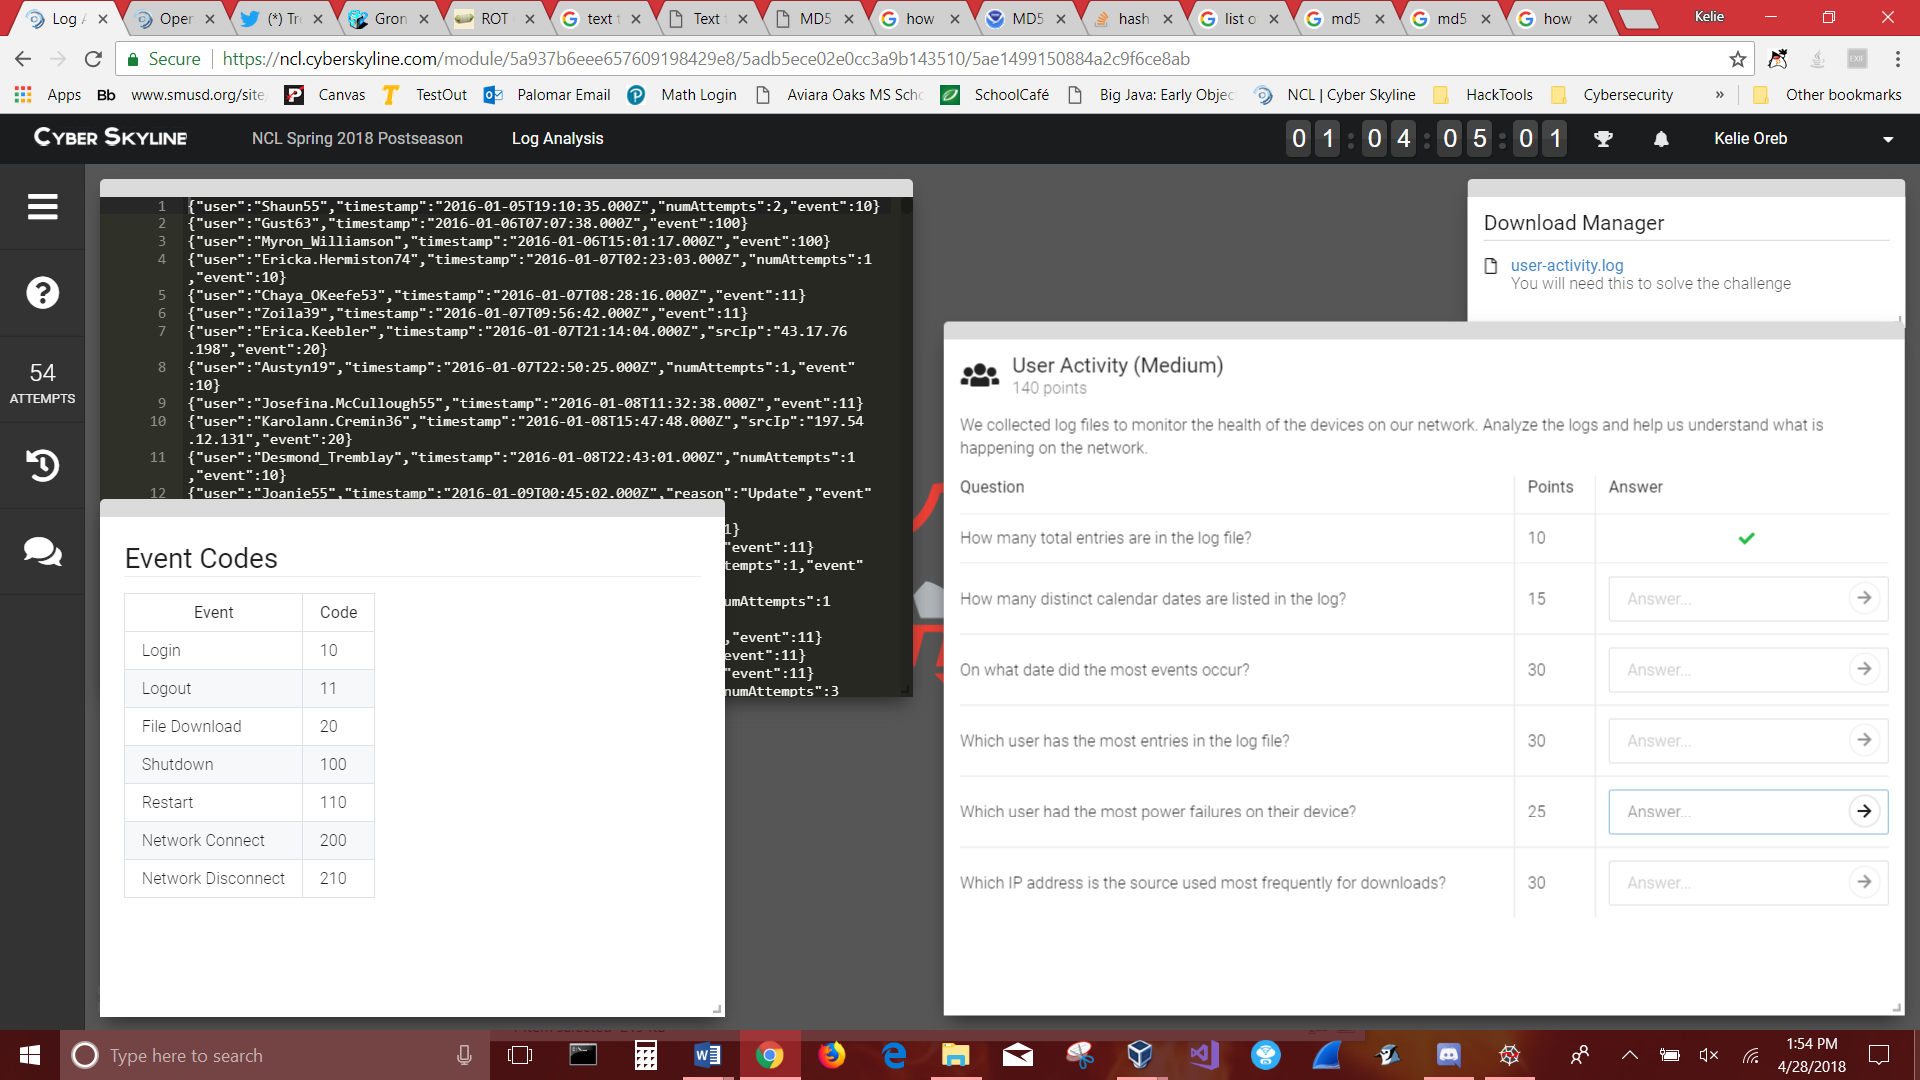 Log A
Oper
(*) Tr
Gron
ROT
text t
Text
MD5
how
MD5
hash
list o
md5
md5
how
Kelie
Secure
https://ncl.cyberskyline.com/module/5a937b6eee657609198429e8/5adb5ece02e0cc3a9b143510/5ae1499150884a2c9f6ce8ab
Apps
Bb
www.smusd.org/site
Canvas
TestOut
Palomar Email
Math Login
Aviara Oaks MS Sch
SchoolCafé
Big Java: Early Objec
NCL | Cyber Skyline
HackTools
Cybersecurity
»
Other bookmarks
CYBER SKYLINE
NCL Spring 2018 Postseason
Log Analysis
01:04:05:01
Kelie Oreb
54
ATTEMPTS
1 {"user":"Shaun55","timestamp":"2016-01-05T19:10:35.000Z","numAttempts":2,"event":10}
2 {"user":"Gust63","timestamp":"2016-01-06T07:07:38.000Z","event":100}
3 {"user":"Myron_Williamson","timestamp":"2016-01-06T15:01:17.000Z","event":100}
4 {"user":"Ericka.Hermiston74","timestamp":"2016-01-07T02:23:03.000Z","numAttempts":1
,"event":10}
5 {"user":"Chaya_OKeefe53","timestamp":"2016-01-07T08:28:16.000Z","event":11}
6 {"user":"Zoila39","timestamp":"2016-01-07T09:56:42.000Z","event":11}
7 {"user":"Erica.Keebler","timestamp":"2016-01-07T21:14:04.000Z","srcIp":"43.17.76
.198","event":20}
8 {"user":"Austyn19","timestamp":"2016-01-07T22:50:25.000Z","numAttempts":1,"event"
:10}
9 {"user":"Josefina.McCullough55","timestamp":"2016-01-08T11:32:38.000Z","event":11}
10 {"user":"Karolann.Cremin36","timestamp":"2016-01-08T15:47:48.000Z","srcIp":"197.54
.12.131","event":20}
11 {"user":"Desmond_Tremblay","timestamp":"2016-01-08T22:43:01.000Z","numAttempts":1
,"event":10}
12 {"user":"Joanie55","timestamp":"2016-01-09T00:45:02.000Z","reason":"Update","event"
1}
"event":11}
tempts":1,"event"
umAttempts":1
,"event":11}
event":11}
"event":11}
numAttempts":3
Event Codes
Event Code
Login 10
Logout 11
File Download 20
Shutdown 100
Restart 110
Network Connect 200
Network Disconnect 210
Download Manager
user-activity.log
You will need this to solve the challenge
User Activity (Medium)
140 points
We collected log files to monitor the health of the devices on our network. Analyze the logs and help us understand what is
happening on the network.
Question Points Answer
How many total entries are in the log file? 10
How many distinct calendar dates are listed in the log? 15 Answer...
On what date did the most events occur? 30 Answer...
Which user has the most entries in the log file? 30 Answer...
Which user had the most power failures on their device? 25 Answer...
Which IP address is the source used most frequently for downloads? 30 Answer...
Type here to search
1:54 PM
4/28/2018